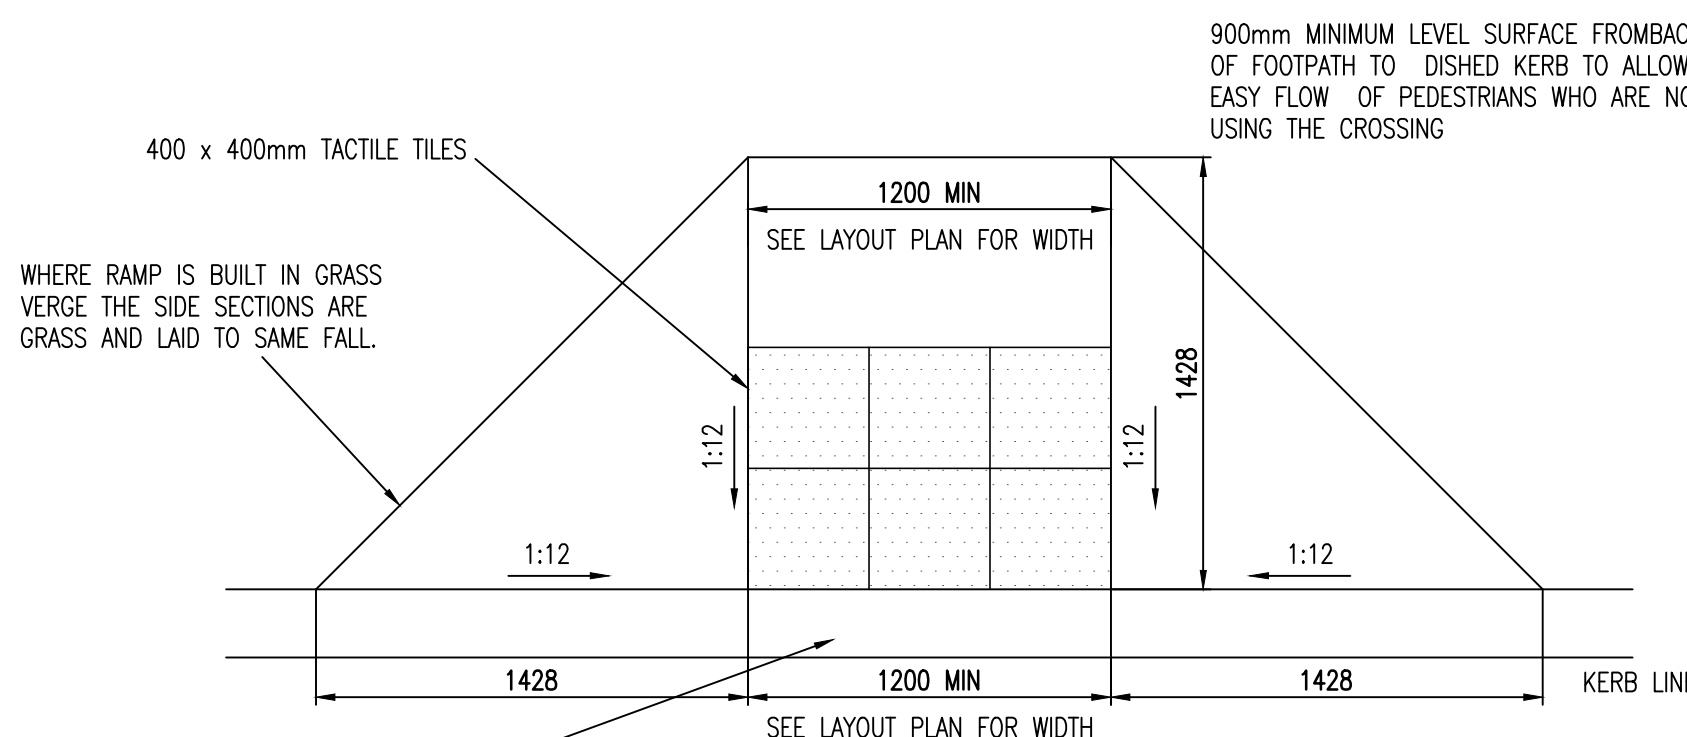 900mm MINIMUM LEVEL SURFACE FROMBAC
OF FOOTPATH TO DISHED KERB TO ALLOW
EASY FLOW OF PEDESTRIANS WHO ARE NO
USING THE CROSSING
400 x 400mm TACTILE TILES
1200 MIN
SEE LAYOUT PLAN FOR WIDTH
WHERE RAMP IS BUILT IN GRASS
VERGE THE SIDE SECTIONS ARE
GRASS AND LAID TO SAME FALL.
1428
1:12
1:12
1:12
1:12
1428
1200 MIN
1428
KERB LINE
SEE LAYOUT PLAN FOR WIDTH